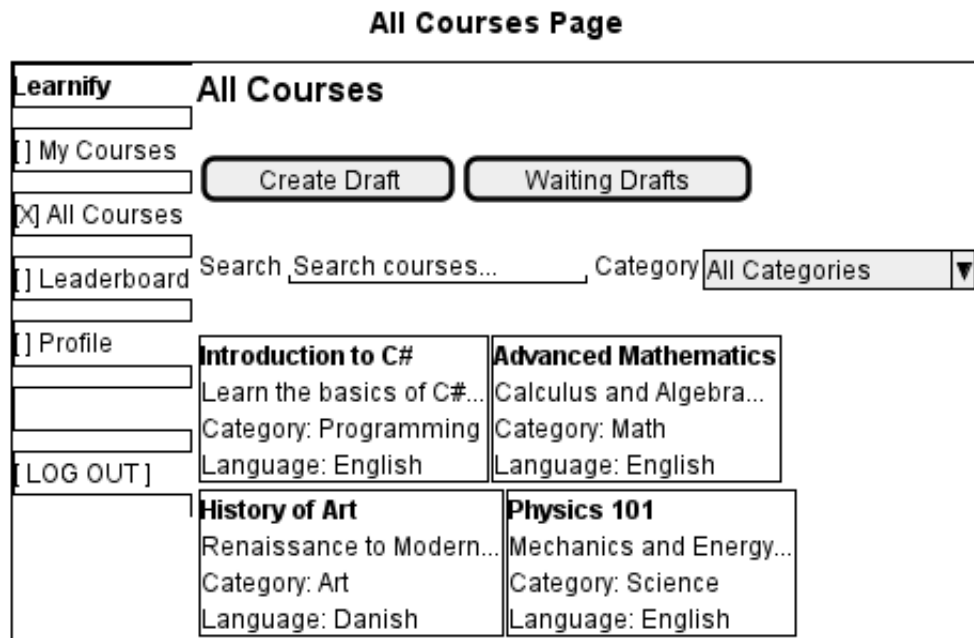 All Courses Page
Learnify
[ ] My Courses
[X] All Courses
[ ] Leaderboard
[ ] Profile
[ LOG OUT ]
All Courses
Create Draft Waiting Drafts
Search Search courses... Category All Categories
Introduction to C#
Learn the basics of C#...
Category: Programming
Language: English
Advanced Mathematics
Calculus and Algebra...
Category: Math
Language: English
History of Art
Renaissance to Modern...
Category: Art
Language: Danish
Physics 101
Mechanics and Energy...
Category: Science
Language: English